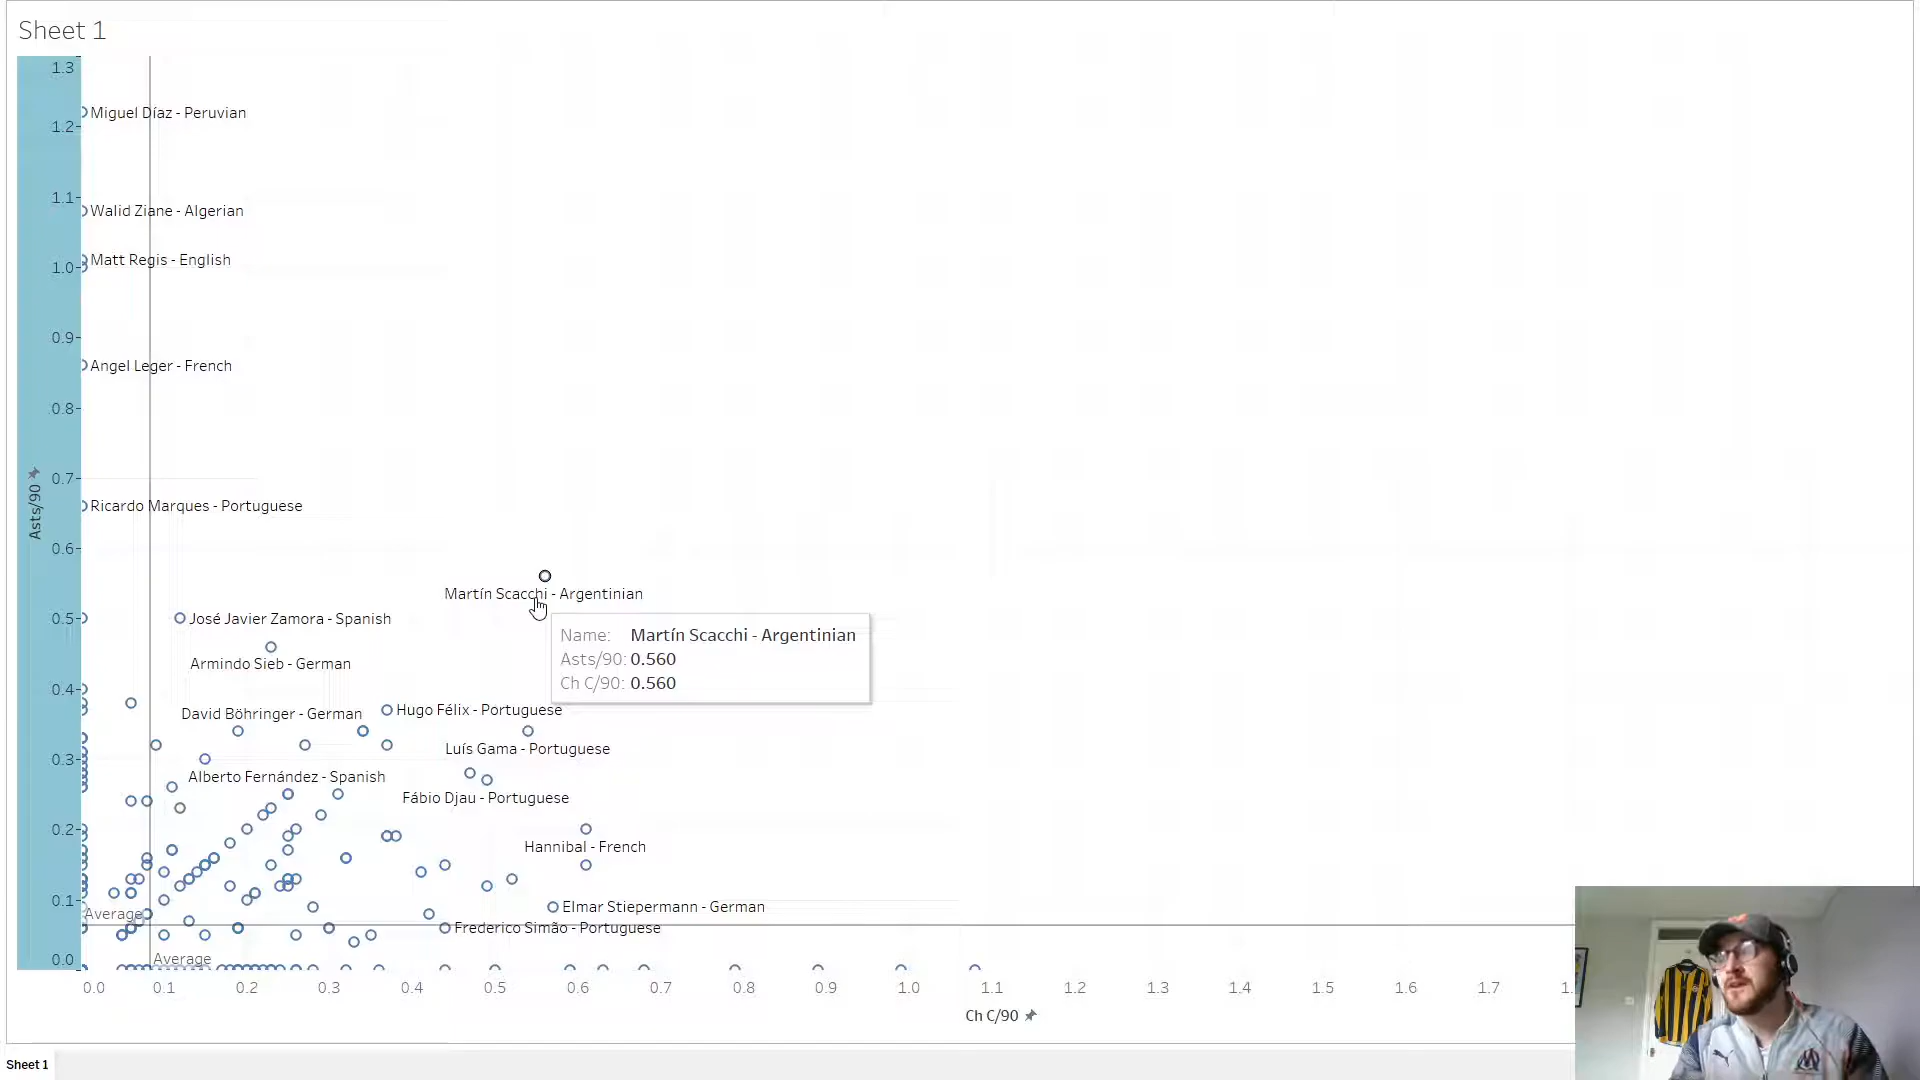 Sheet 1
1.3
Miguel Díaz - Peruvian
1.2
1.1
Walid Ziane - Algerian
Matt Regis - English
1.0
0.9
Angel Leger - French
0.8
0.7
Ricardo Marques - Portuguese
0.6
Martín Scacchi - Argentinian
0.5
José Javier Zamora - Spanish
Name: Martín Scacchi - Argentinian
Asts/90: 0.560
Ch C/90: 0.560
Armindo Sieb - German
0.4
David Böhringer - German
Hugo Félix - Portuguese
Luís Gama - Portuguese
0.3
Alberto Fernández - Spanish
Fábio Djau - Portuguese
0.2
Hannibal - French
0.1
Elmar Stiepermann - German
Average
Frederico Simão - Portuguese
0.0
Average
Asts/90
0.0 0.1 0.2 0.3 0.4 0.5 0.6 0.7 0.8 0.9 1.0 1.1 1.2 1.3 1.4 1.5 1.6 1.7
Ch C/90
Sheet 1